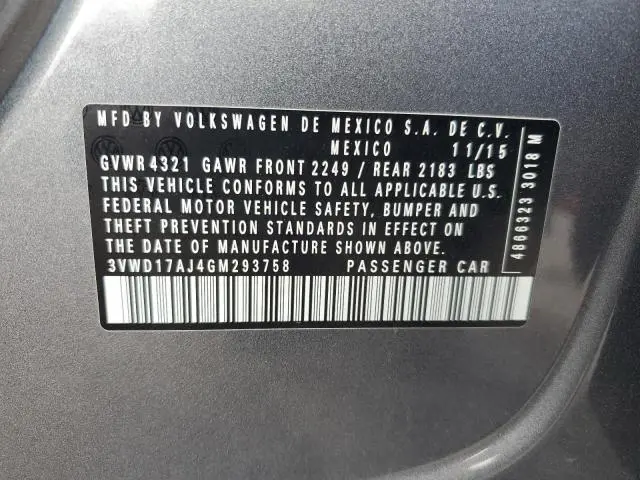 MFD BY VOLKSWAGEN DE MEXICO S.A. DE C.V.
MEXICO 11/15
GVWR 4321 GAWR FRONT 2249 / REAR 2183 LBS
THIS VEHICLE CONFORMS TO ALL APPLICABLE U.S.
FEDERAL MOTOR VEHICLE SAFETY, BUMPER AND
THEFT PREVENTION STANDARDS IN EFFECT ON
THE DATE OF MANUFACTURE SHOWN ABOVE.
3VWD17AJ4GM293758 PASSENGER CAR
4866323 3018 M